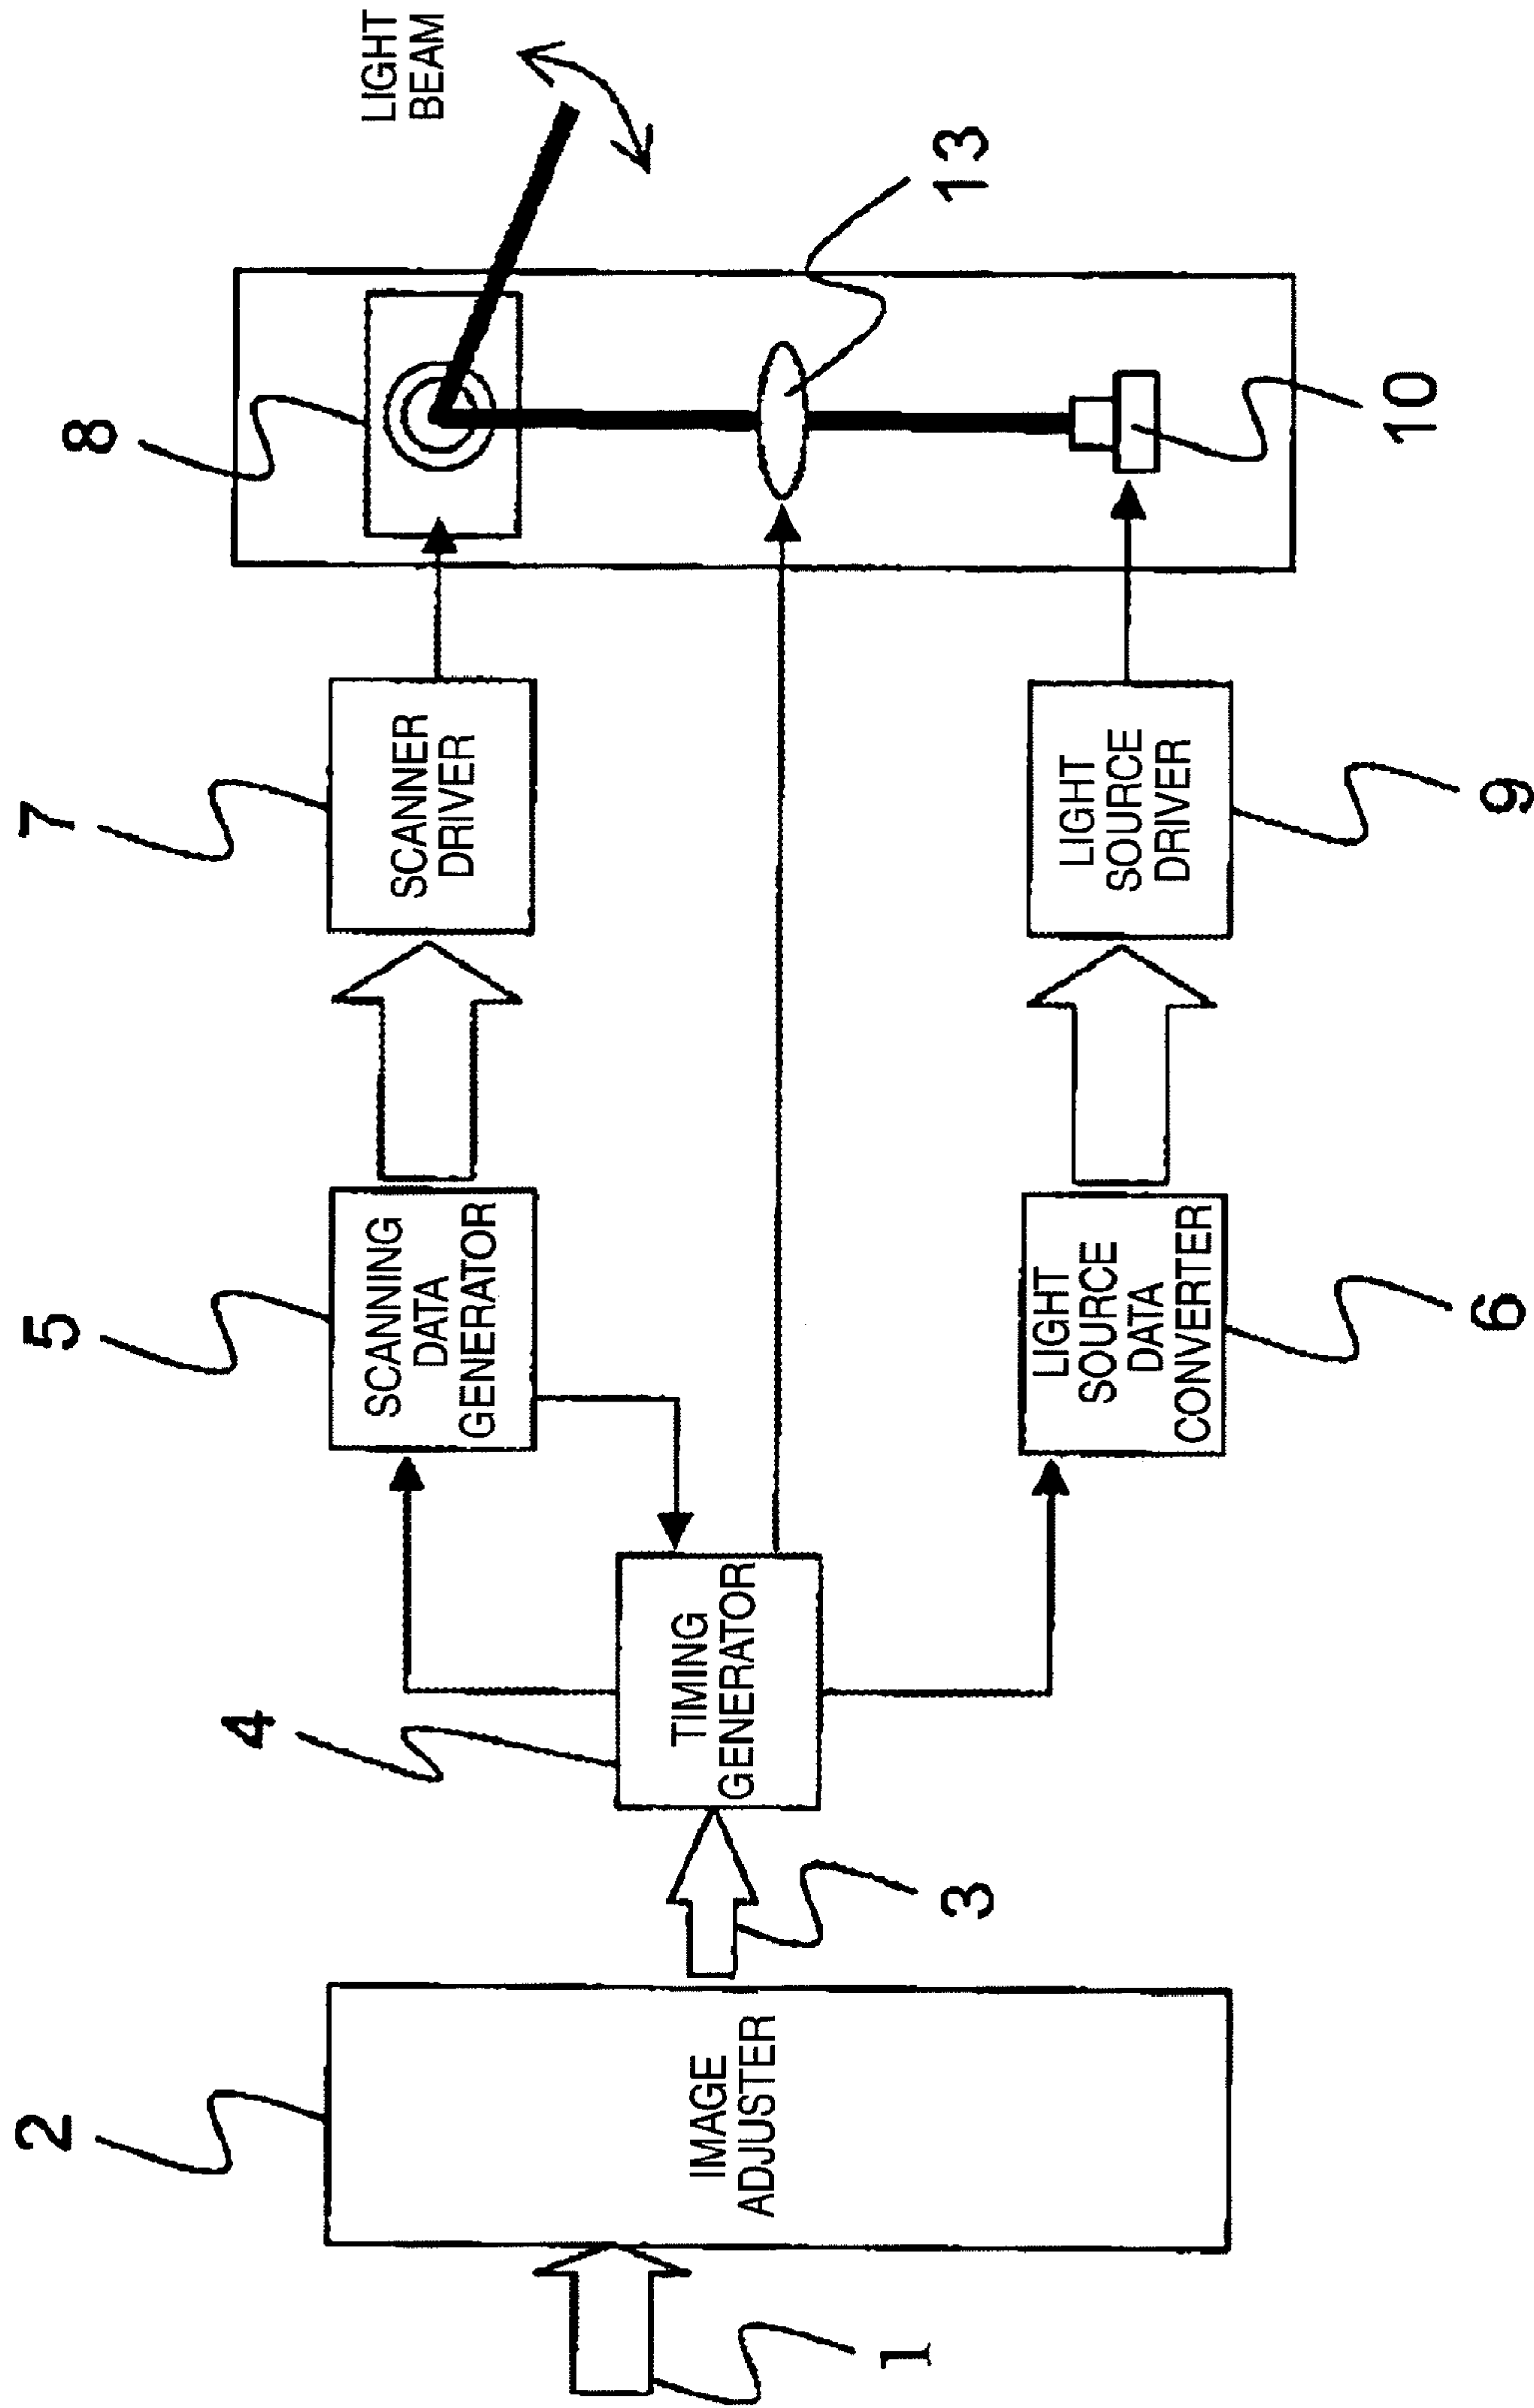 1
2
IMAGE
ADJUSTER
3
4
TIMING
GENERATOR
5
SCANNING
DATA
GENERATOR
6
LIGHT
SOURCE
DATA
CONVERTER
7
SCANNER
DRIVER
9
LIGHT
SOURCE
DRIVER
8
10
13
LIGHT
BEAM